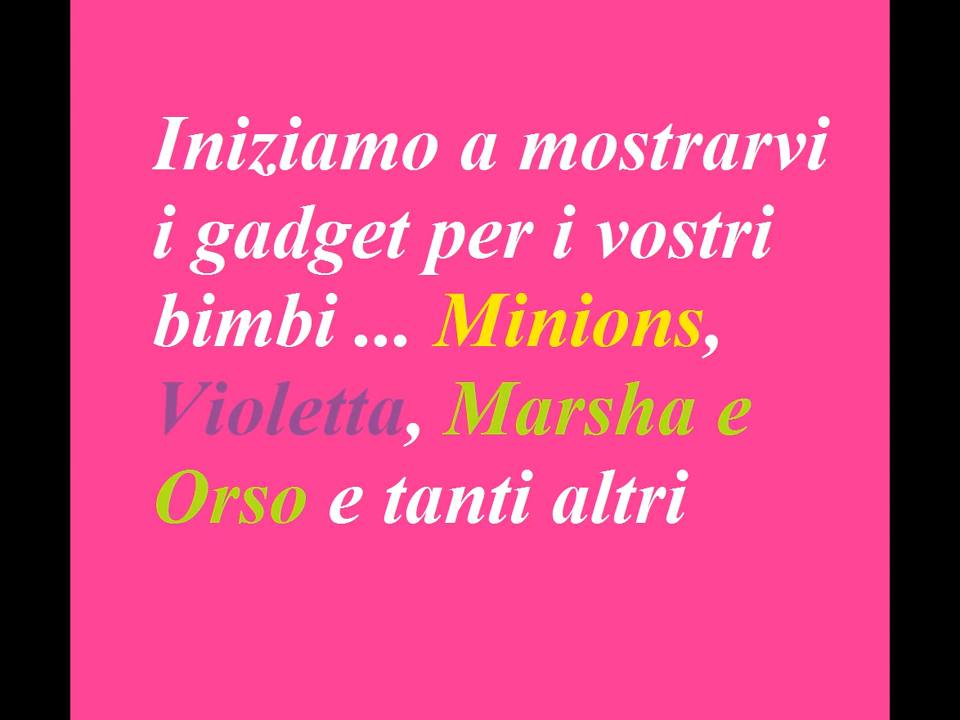 Iniziamo a mostrarvi
i gadget per i vostri
bimbi ... Minions,
Violetta, Marsha e
Orso e tanti altri